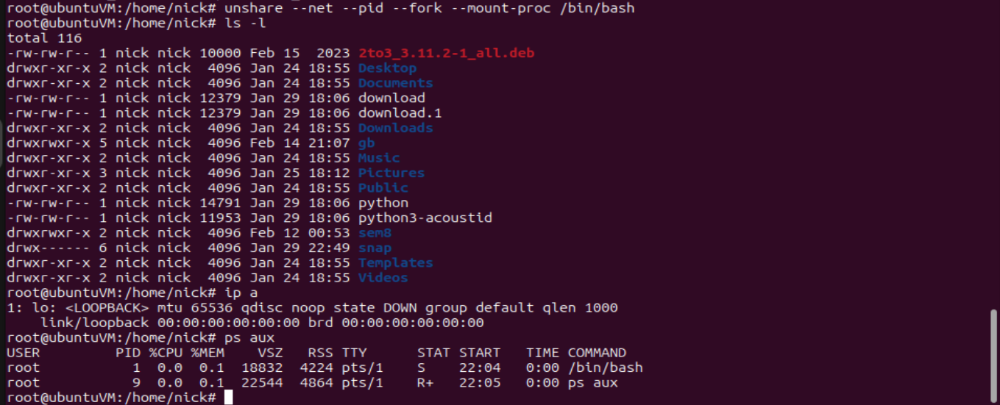 root@ubuntuVM:/home/nick# unshare --net --pid --fork --mount-proc /bin/bash
root@ubuntuVM:/home/nick# ls -l
total 116
-rw-rw-r-- 1 nick nick 10000 Feb 15  2023 2to3_3.11.2-1_all.deb
drwxr-xr-x 2 nick nick  4096 Jan 24 18:55 Desktop
drwxr-xr-x 2 nick nick  4096 Jan 24 18:55 Documents
-rw-rw-r-- 1 nick nick 12379 Jan 29 18:06 download
-rw-rw-r-- 1 nick nick 12379 Jan 29 18:06 download.1
drwxr-xr-x 2 nick nick  4096 Jan 24 18:55 Downloads
drwxrwxr-x 5 nick nick  4096 Feb 14 21:07 gb
drwxr-xr-x 2 nick nick  4096 Jan 24 18:55 Music
drwxr-xr-x 3 nick nick  4096 Jan 25 18:12 Pictures
drwxr-xr-x 2 nick nick  4096 Jan 24 18:55 Public
-rw-rw-r-- 1 nick nick 14791 Jan 29 18:06 python
-rw-rw-r-- 1 nick nick 11953 Jan 29 18:06 python3-acoustid
drwxrwxr-x 2 nick nick  4096 Feb 12 00:53 sem8
drwx------ 6 nick nick  4096 Jan 29 22:49 snap
drwxr-xr-x 2 nick nick  4096 Jan 24 18:55 Templates
drwxr-xr-x 2 nick nick  4096 Jan 24 18:55 Videos
root@ubuntuVM:/home/nick# ip a
1: lo: <LOOPBACK> mtu 65536 qdisc noop state DOWN group default qlen 1000
    link/loopback 00:00:00:00:00:00 brd 00:00:00:00:00:00
root@ubuntuVM:/home/nick# ps aux
USER         PID %CPU %MEM    VSZ   RSS TTY      STAT START   TIME COMMAND
root           1  0.0  0.1  18832  4224 pts/1    S    22:04   0:00 /bin/bash
root           9  0.0  0.1  22544  4864 pts/1    R+   22:05   0:00 ps aux
root@ubuntuVM:/home/nick#